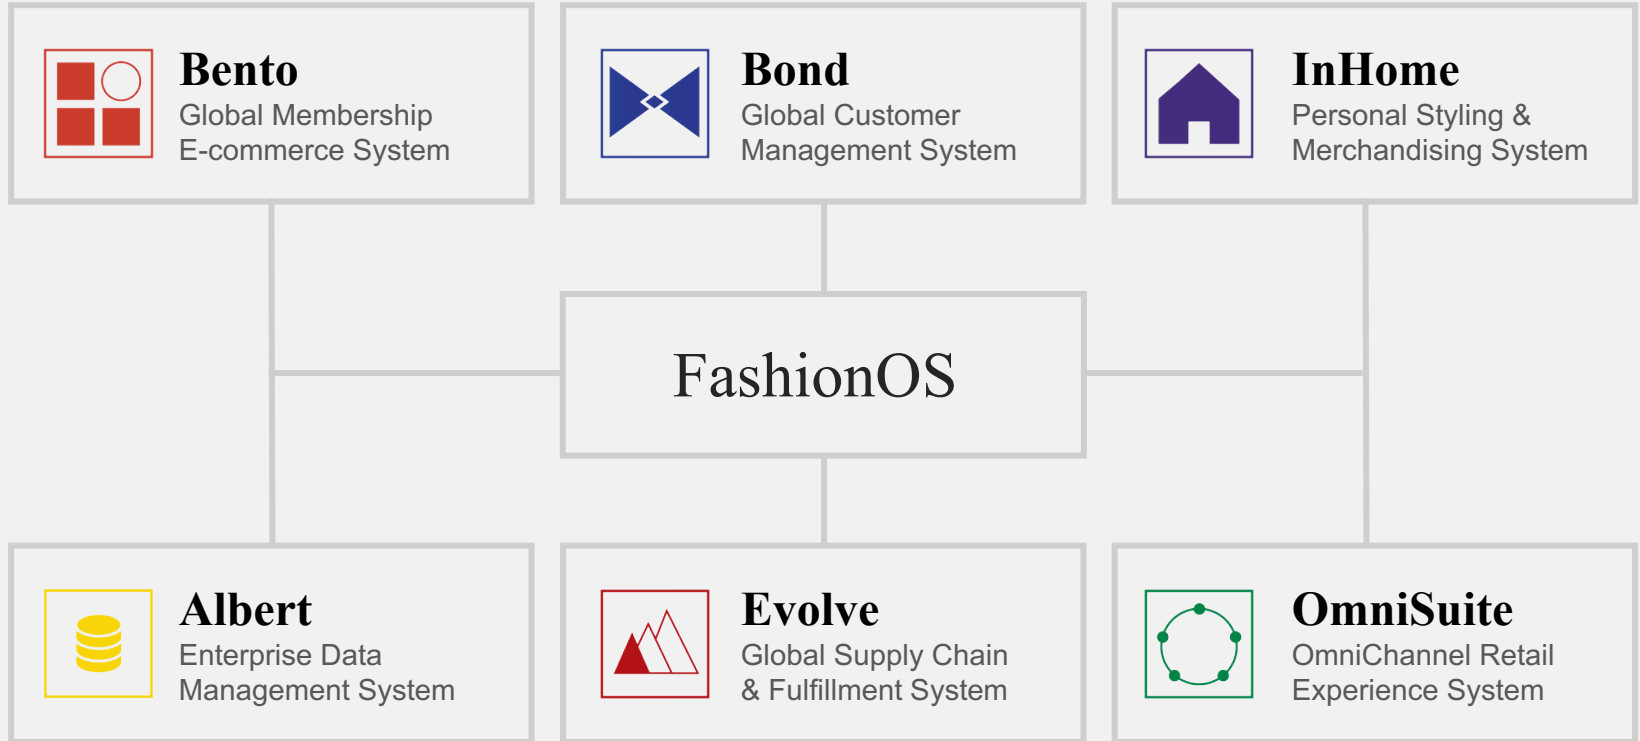 Bento
Global Membership
E-commerce System
Bond
Global Customer
Management System
InHome
Personal Styling &
Merchandising System
FashionOS
Albert
Enterprise Data
Management System
Evolve
Global Supply Chain
& Fulfillment System
OmniSuite
OmniChannel Retail
Experience System